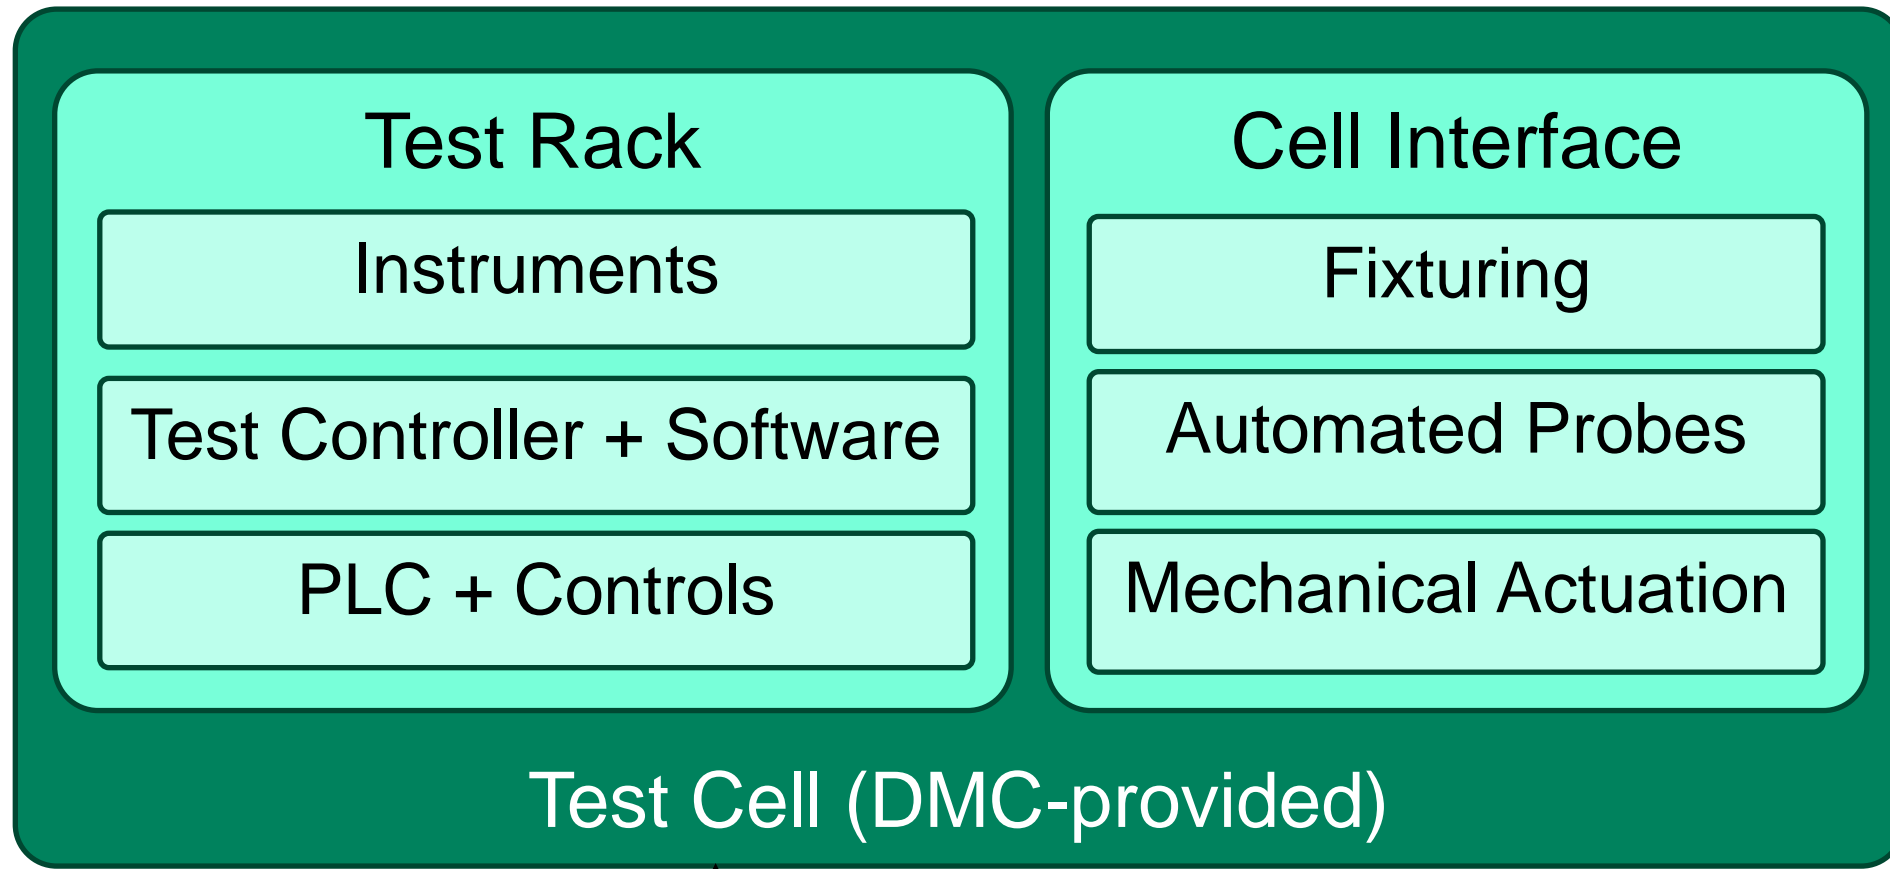 Test Rack
Instruments
Test Controller + Software
PLC + Controls
Cell Interface
Fixturing
Automated Probes
Mechanical Actuation
Test Cell (DMC-provided)